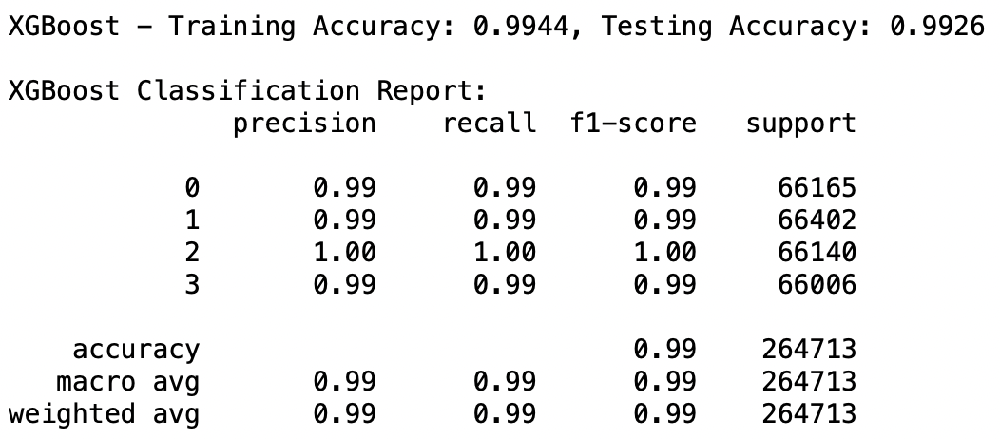 XGBoost – Training Accuracy: 0.9944, Testing Accuracy: 0.9926
XGBoost Classification Report:
precision recall f1-score support
0 0.99 0.99 0.99 66165
1 0.99 0.99 0.99 66402
2 1.00 1.00 1.00 66140
3 0.99 0.99 0.99 66006
accuracy 0.99 264713
macro avg 0.99 0.99 0.99 264713
weighted avg 0.99 0.99 0.99 264713